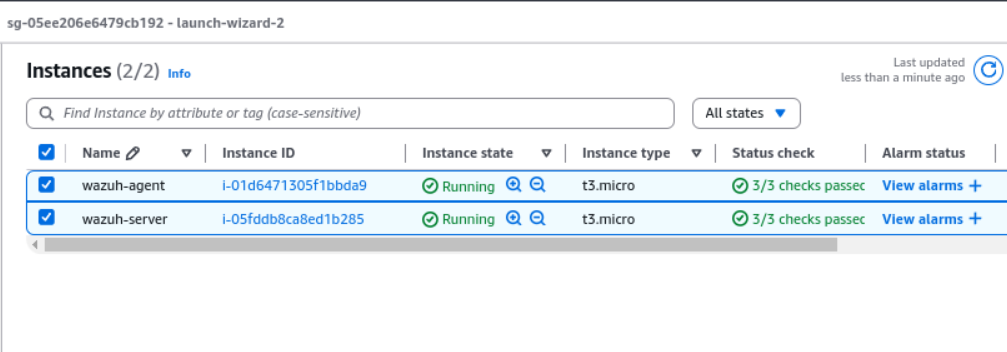 sg-05ee206e6479cb192 - launch-wizard-2
Instances (2/2) Info
Last updated
less than a minute ago
Find Instance by attribute or tag (case-sensitive)
All states
Name Instance ID Instance state Instance type Status check Alarm status
wazuh-agent i-01d6471305f1bbda9 Running t3.micro 3/3 checks passec View alarms +
wazuh-server i-05fddb8ca8ed1b285 Running t3.micro 3/3 checks passec View alarms +